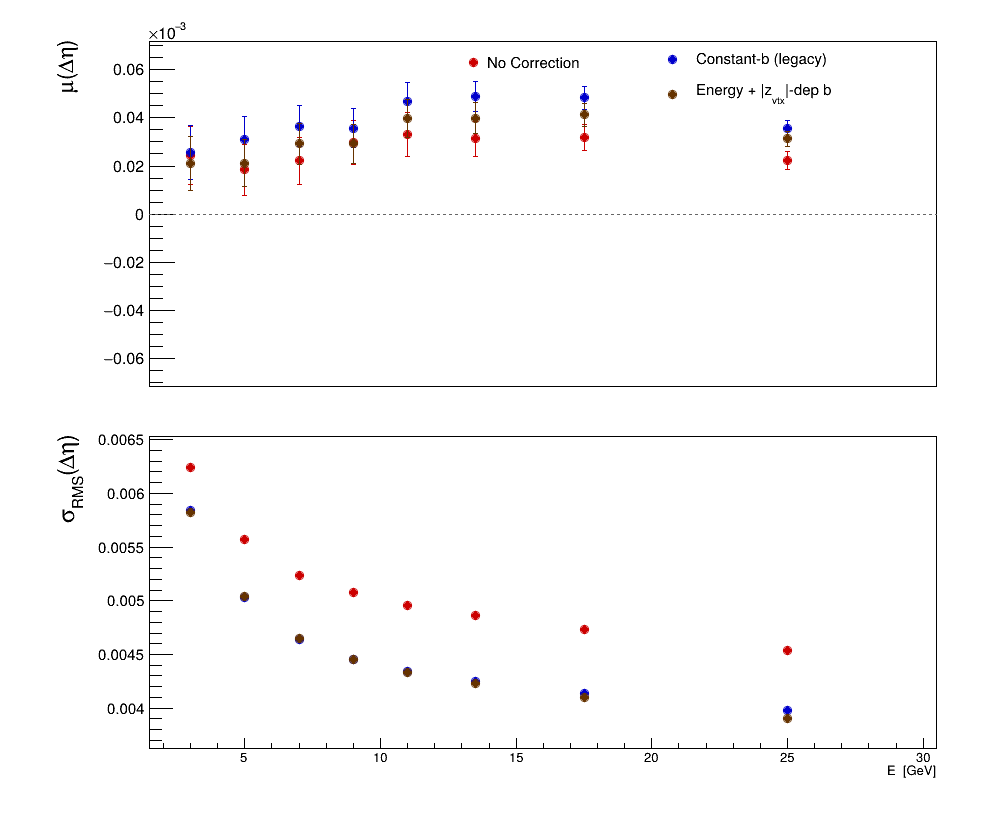 ×10⁻³
μ(Δη)
No Correction
Constant-b (legacy)
Energy + |z_vtx|-dep b
0.06
0.04
0.02
0
−0.02
−0.04
−0.06
σ_RMS(Δη)
0.0065
0.006
0.0055
0.005
0.0045
0.004
5 10 15 20 25 30
E [GeV]